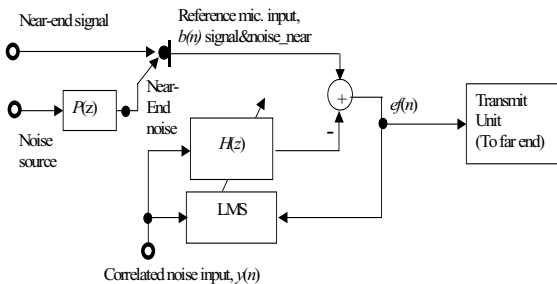 Near-end signal
Reference mic. input,
b(n) signal&noise_near
P(z)
Near-
End
noise
Noise
source
+
-
ef(n)
Transmit
Unit
(To far end)
H(z)
LMS
Correlated noise input, y(n)